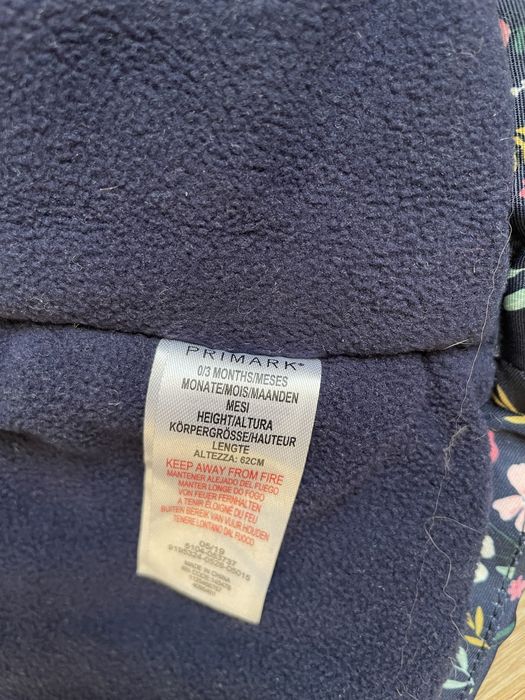 PRIMARK®
0/3 MONTHS/MESES
MONATE/MOIS/MAANDEN
MESI
HEIGHT/ALTURA
KÖRPERGRÖSSE/HAUTEUR
LENGTE
ALTEZZA: 62CM
KEEP AWAY FROM FIRE
MANTENER ALEJADO DEL FUEGO
MANTER LONGE DO FOGO
VON FEUER FERNHALTEN
A TENIR ÉLOIGNÉ DU FEU
BUITEN BEREIK VAN VUUR HOUDEN
TENERE LONTANO DAL FUOCO
05/19
MADE IN CHINA